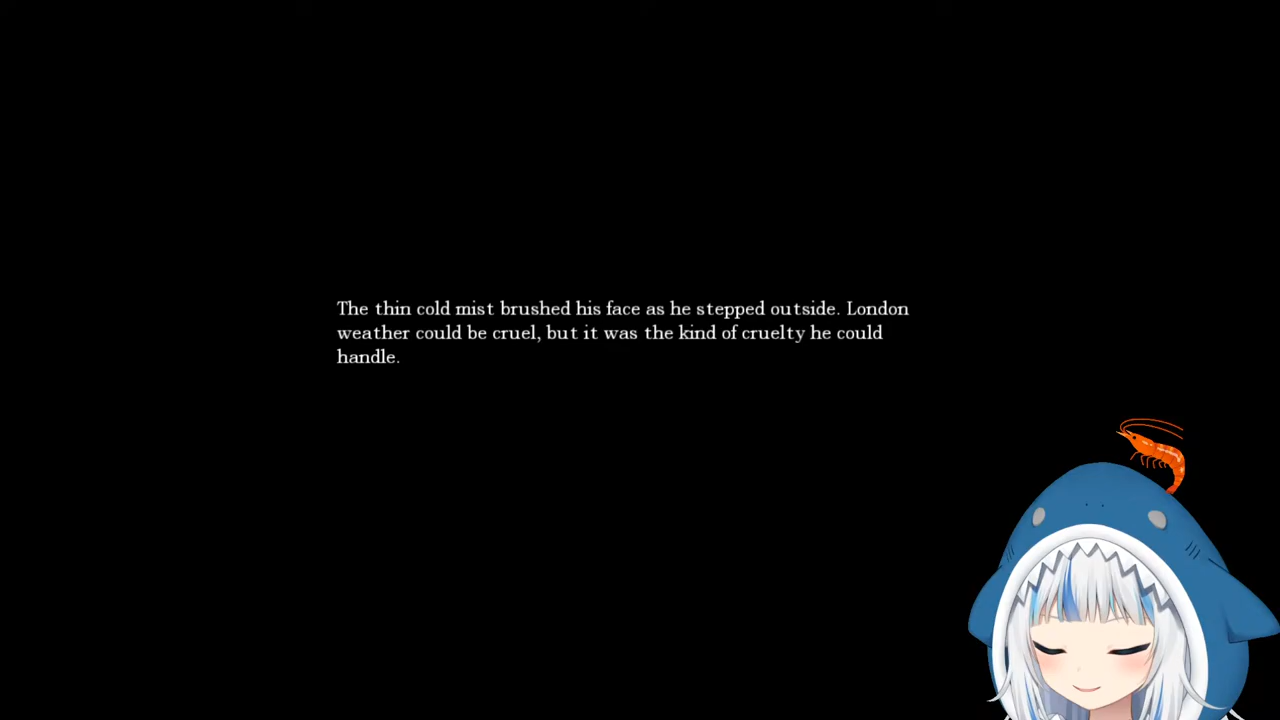 The thin cold mist brushed his face as he stepped outside. London
weather could be cruel, but it was the kind of cruelty he could
handle.